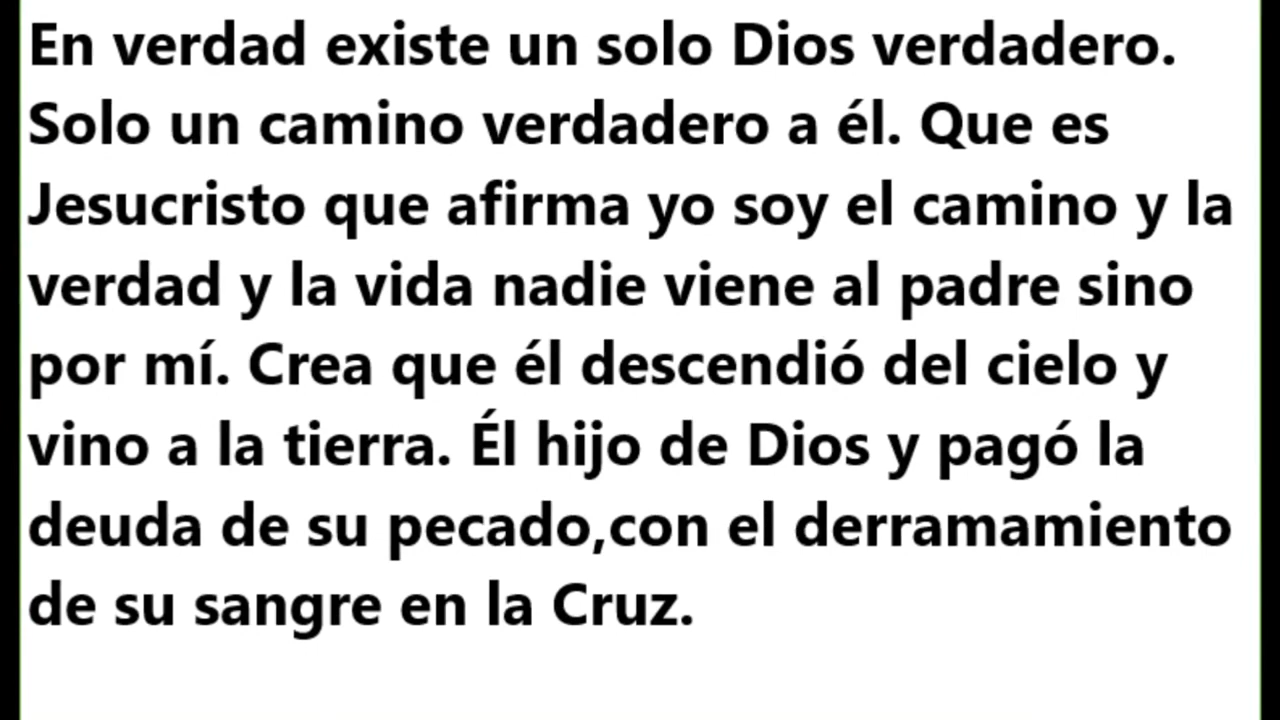 En verdad existe un solo Dios verdadero.
Solo un camino verdadero a él. Que es
Jesucristo que afirma yo soy el camino y la
verdad y la vida nadie viene al padre sino
por mí. Crea que él descendió del cielo y
vino a la tierra. Él hijo de Dios y pagó la
deuda de su pecado,con el derramamiento
de su sangre en la Cruz.